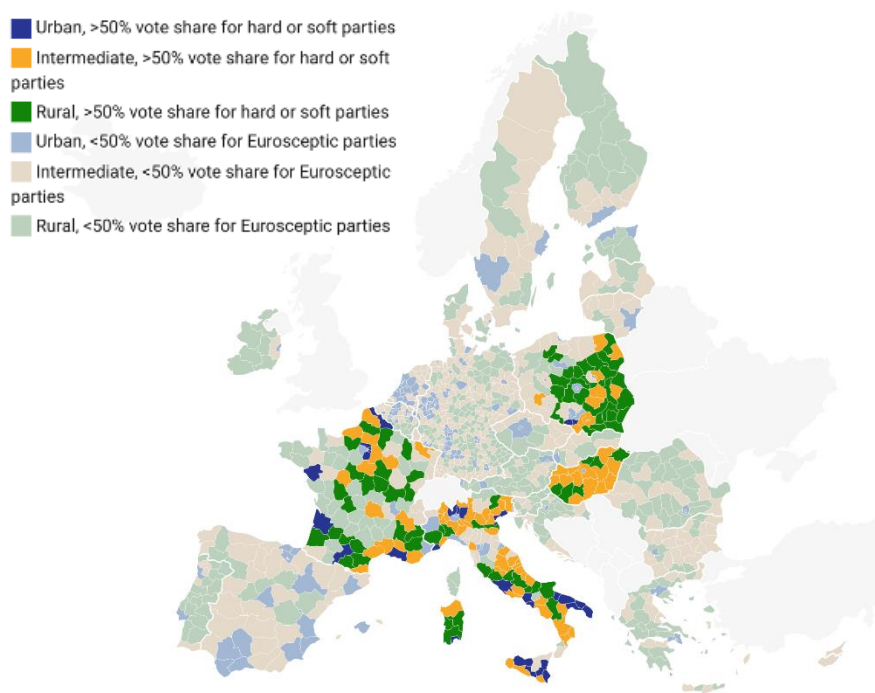 Urban, >50% vote share for hard or soft parties
Intermediate, >50% vote share for hard or soft
parties
Rural, >50% vote share for hard or soft parties
Urban, <50% vote share for Eurosceptic parties
Intermediate, <50% vote share for Eurosceptic
parties
Rural, <50% vote share for Eurosceptic parties